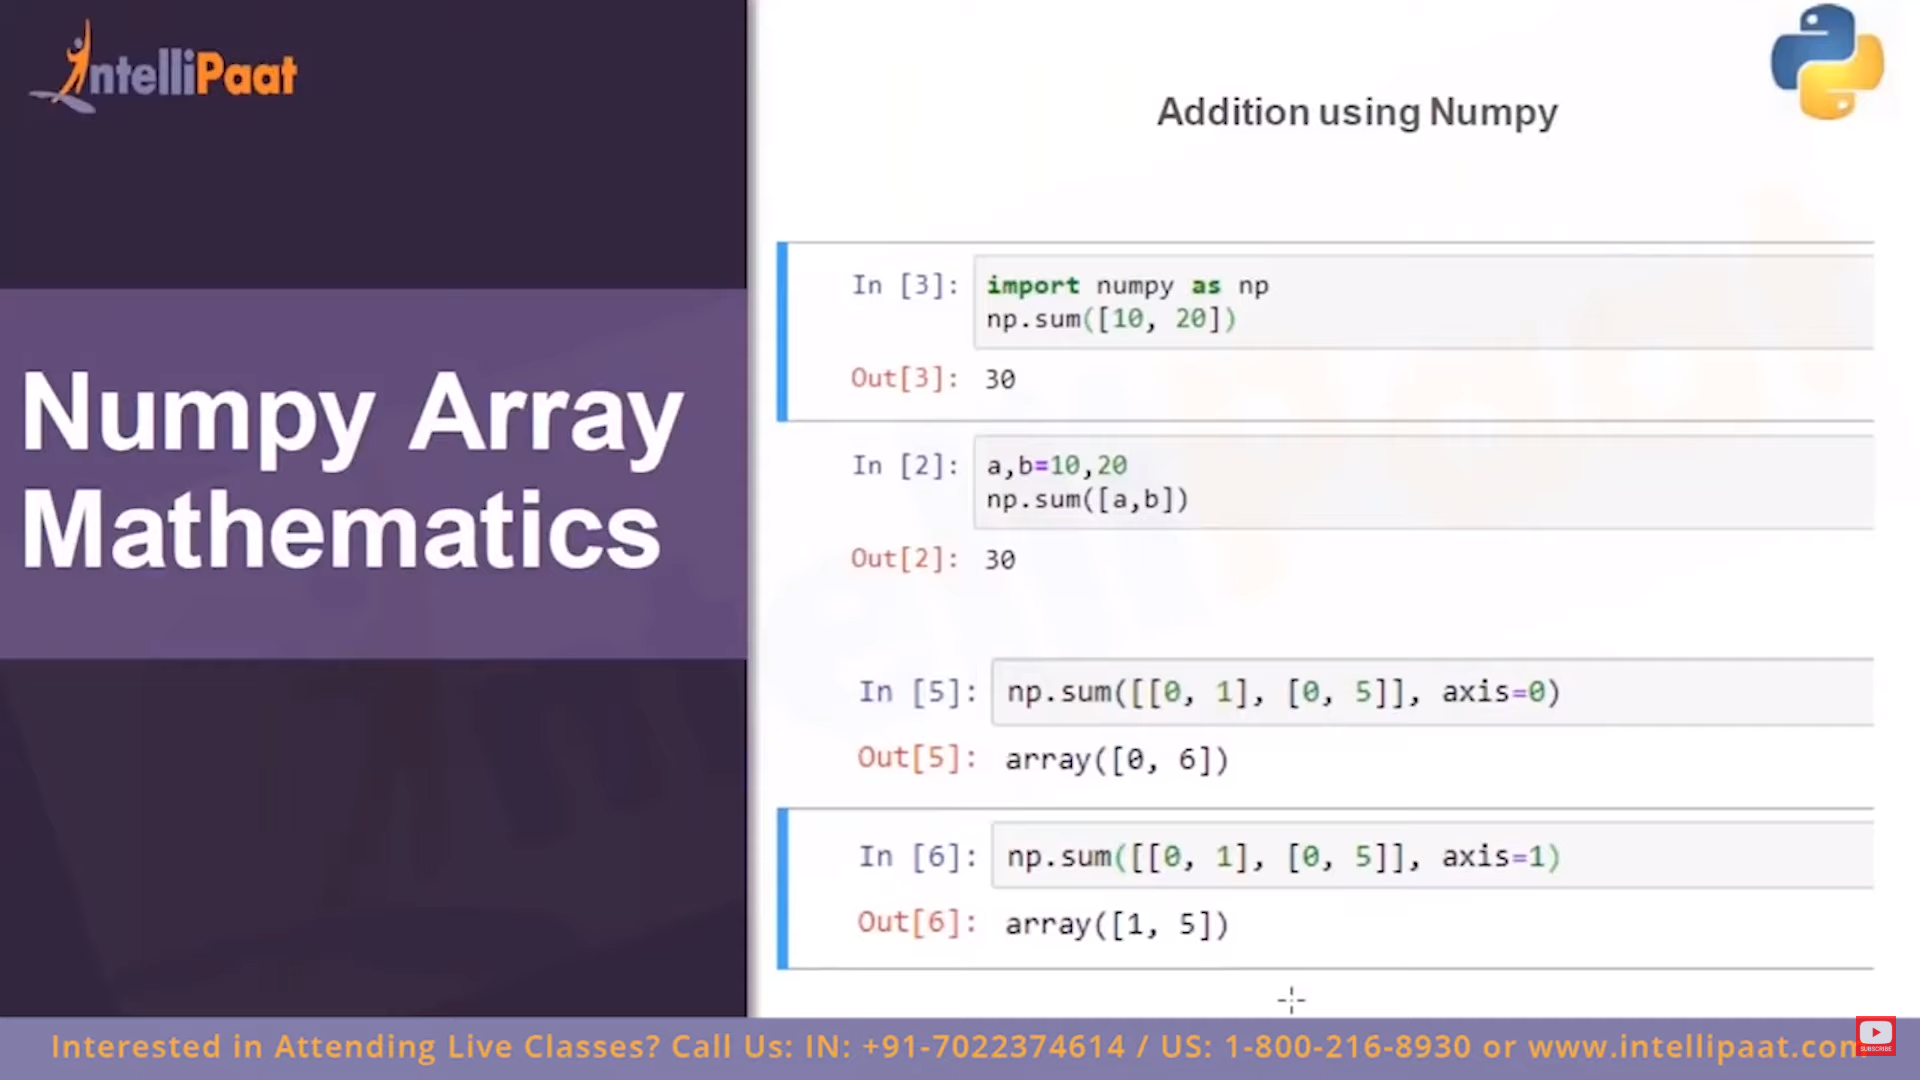 IntelliPaat
Numpy Array
Mathematics
Addition using Numpy
In [3]: import numpy as np
np.sum([10, 20])
Out[3]: 30
In [2]: a,b=10,20
np.sum([a,b])
Out[2]: 30
In [5]: np.sum([[0, 1], [0, 5]], axis=0)
Out[5]: array([0, 6])
In [6]: np.sum([[0, 1], [0, 5]], axis=1)
Out[6]: array([1, 5])
Interested in Attending Live Classes? Call Us: IN: +91-7022374614 / US: 1-800-216-8930 or www.intellipaat.com
SUBSCRIBE